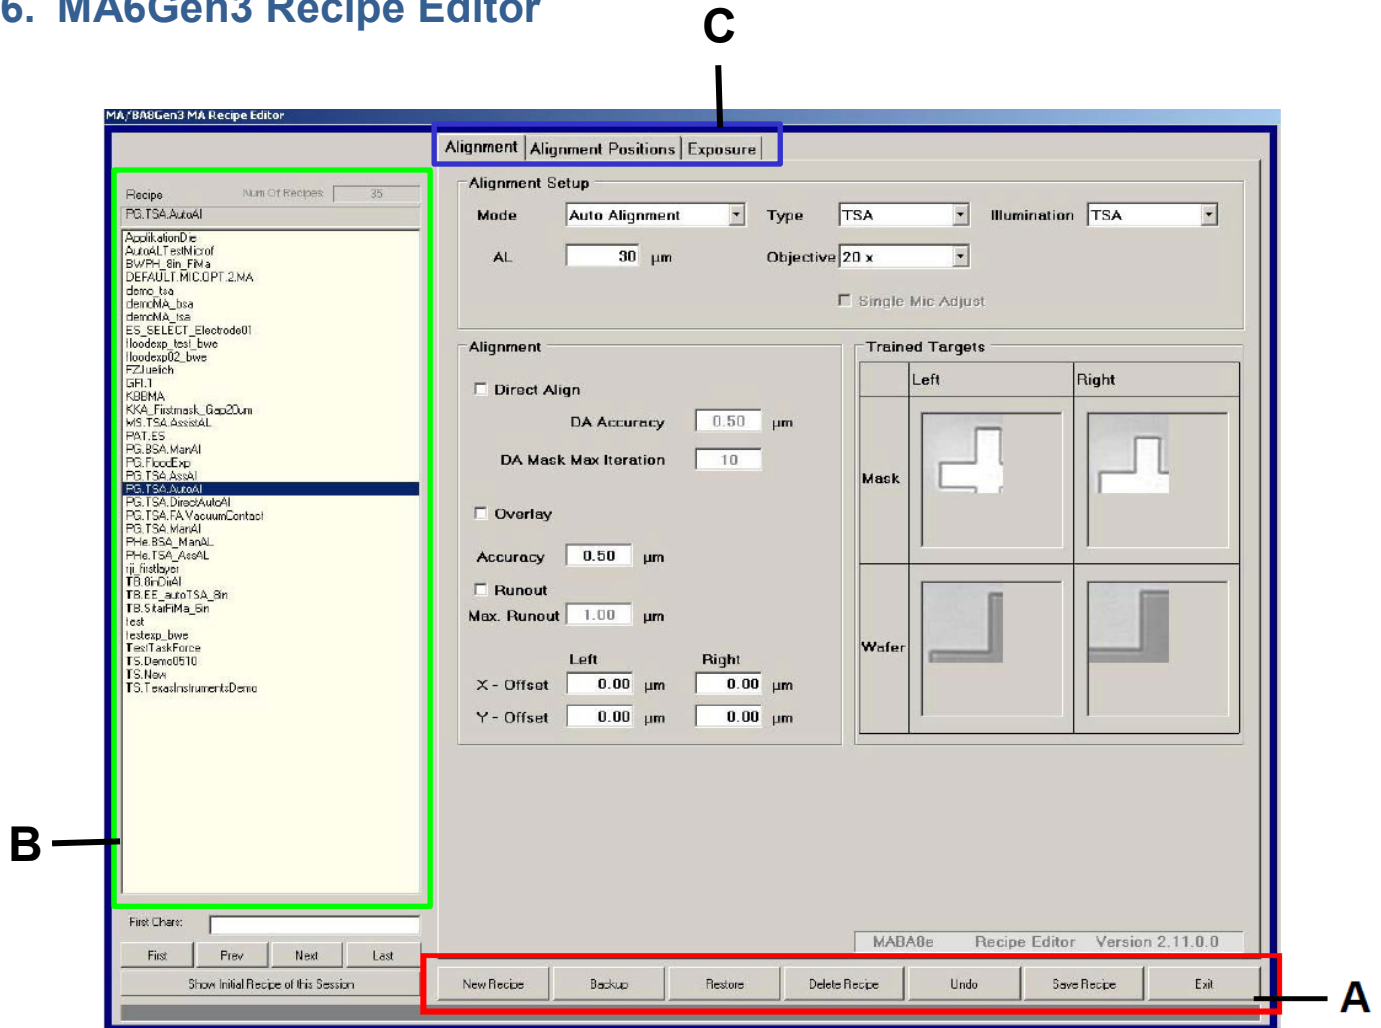 6. MA6Gen3 Recipe Editor
C
MA/BA8Gen3 MA Recipe Editor
Alignment Alignment Positions Exposure
Recipe Num Of Recipes 35
PG.TSA.AutoAl
ApplikationDie
AutoALTestMicrof
BWPH_8in_FiMa
DEFAULT.MIC.OPT.2.MA
demo_tsa
demoMA_bsa
demoMA_tsa
ES_SELECT_Electrode01
floodexp_test_bwe
floodexp02_bwe
FZJuelich
GFI.1
KBBMA
KKA_Firstmask_Gap20um
MS.TSA.AssistAL
PAT.ES
PG.BSA.ManAl
PG.FloodExp
PG.TSA.AssAl
PG.TSA.AutoAl
PG.TSA.DirectAutoAl
PG.TSA.FA.VacuumContact
PG.TSA.ManAl
PHe.BSA_ManAL
PHe.TSA_AssAL
rji_firstlayer
TB.8inDirAl
TB.EE_autoTSA_8in
TB.SitarFiMa_6in
test
testexp_bwe
TestTaskForce
TS.Demo0510
TS.New
TS.TexasInstrumentsDemo
Alignment Setup
Mode Auto Alignment Type TSA Illumination TSA
AL 30 µm Objective 20 x
Single Mic Adjust
Alignment
Direct Align
DA Accuracy 0.50 µm
DA Mask Max Iteration 10
Overlay
Accuracy 0.50 µm
Runout
Max. Runout 1.00 µm
Left Right
X - Offset 0.00 µm 0.00 µm
Y - Offset 0.00 µm 0.00 µm
Trained Targets
Left Right
Mask
Wafer
B
First Chars:
First Prev Next Last
Show Initial Recipe of this Session
MABA8e Recipe Editor Version 2.11.0.0
New Recipe Backup Restore Delete Recipe Undo Save Recipe Exit
A